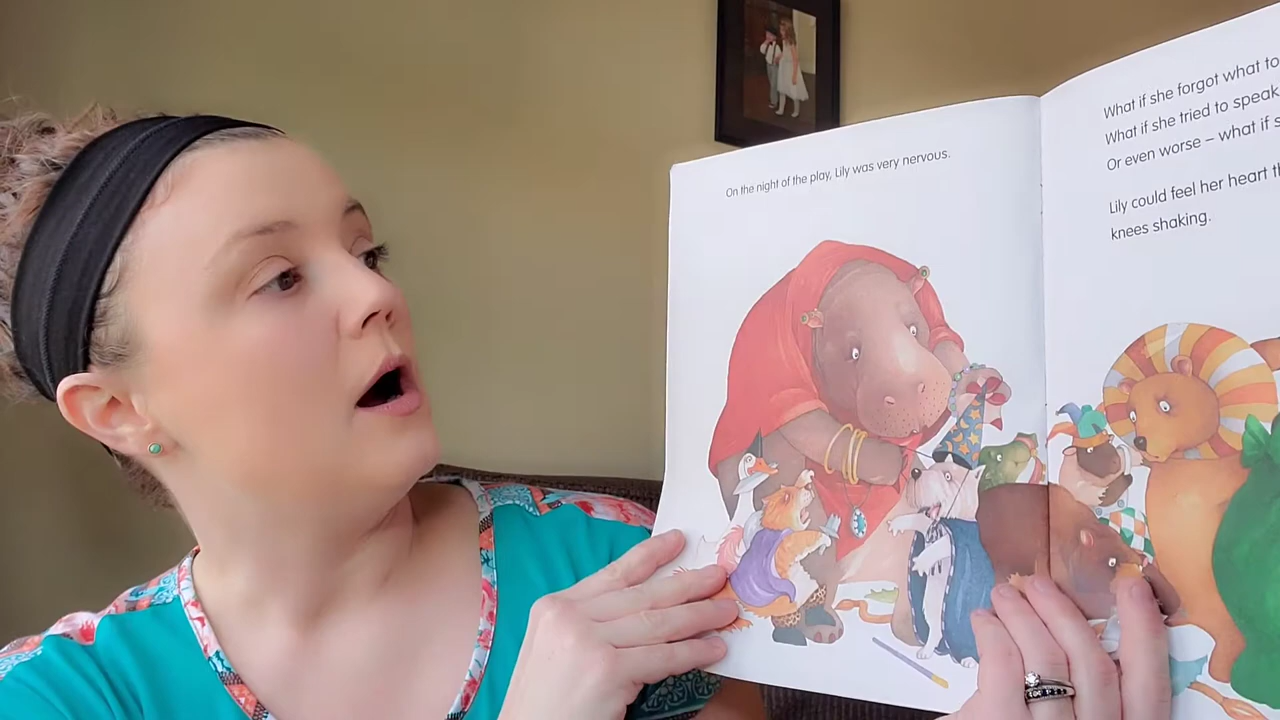 On the night of the play, Lily was very nervous.
What if she forgot what to
What if she tried to speak
Or even worse – what if s
Lily could feel her heart th
knees shaking.